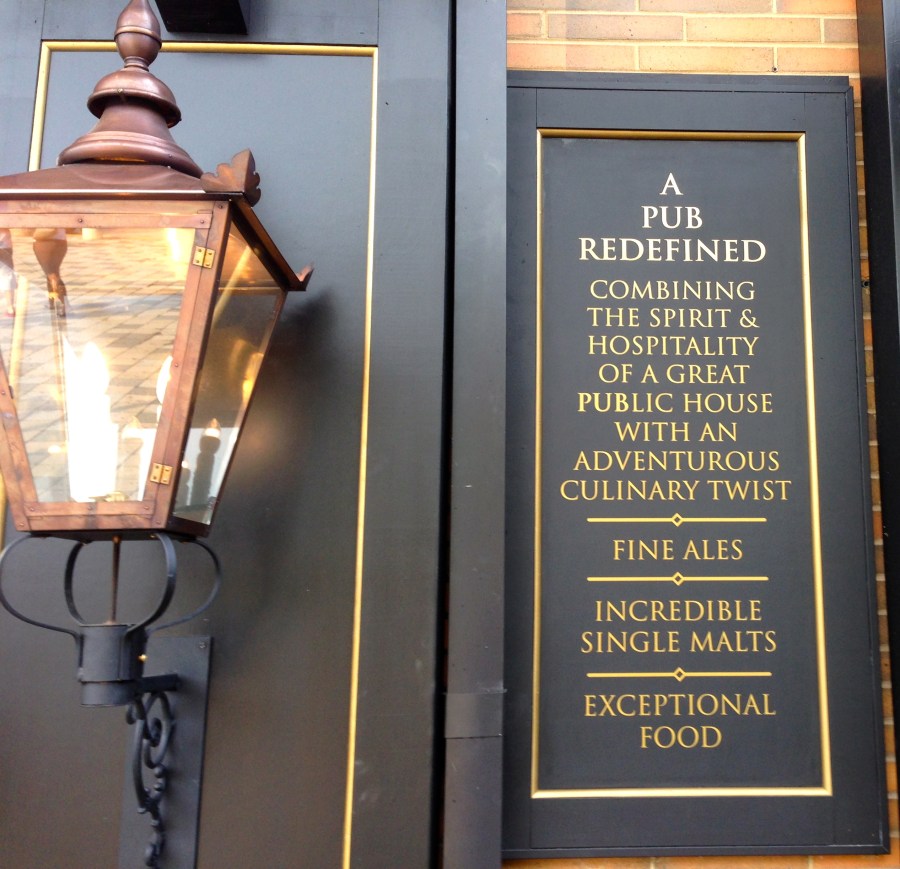 A
PUB
REDEFINED
COMBINING
THE SPIRIT &
HOSPITALITY
OF A GREAT
PUBLIC HOUSE
WITH AN
ADVENTUROUS
CULINARY TWIST
FINE ALES
INCREDIBLE
SINGLE MALTS
EXCEPTIONAL
FOOD